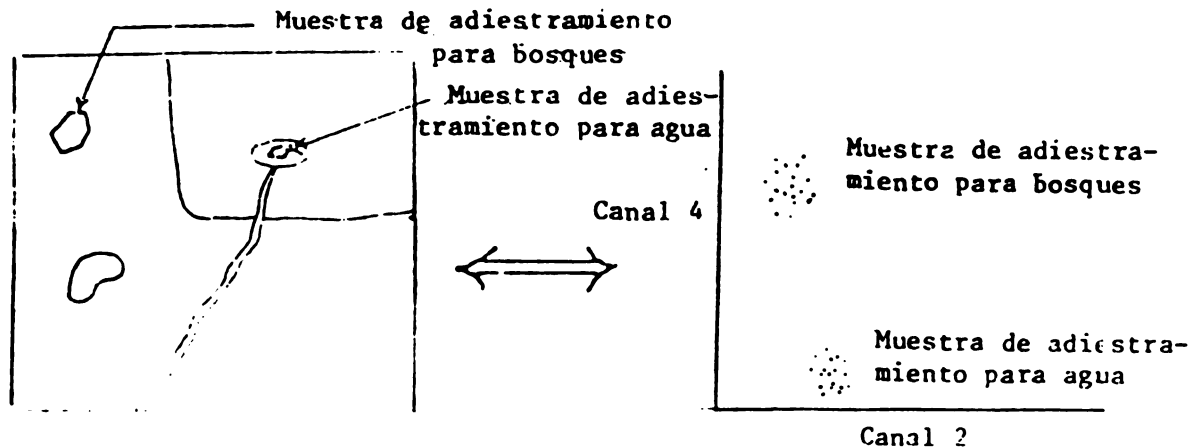 Muestra de adiestramiento
para bosques
Muestra de adies-
tramiento para agua
Canal 4
Muestra de adiestra-
miento para bosques
Muestra de adiestra-
miento para agua
Canal 2